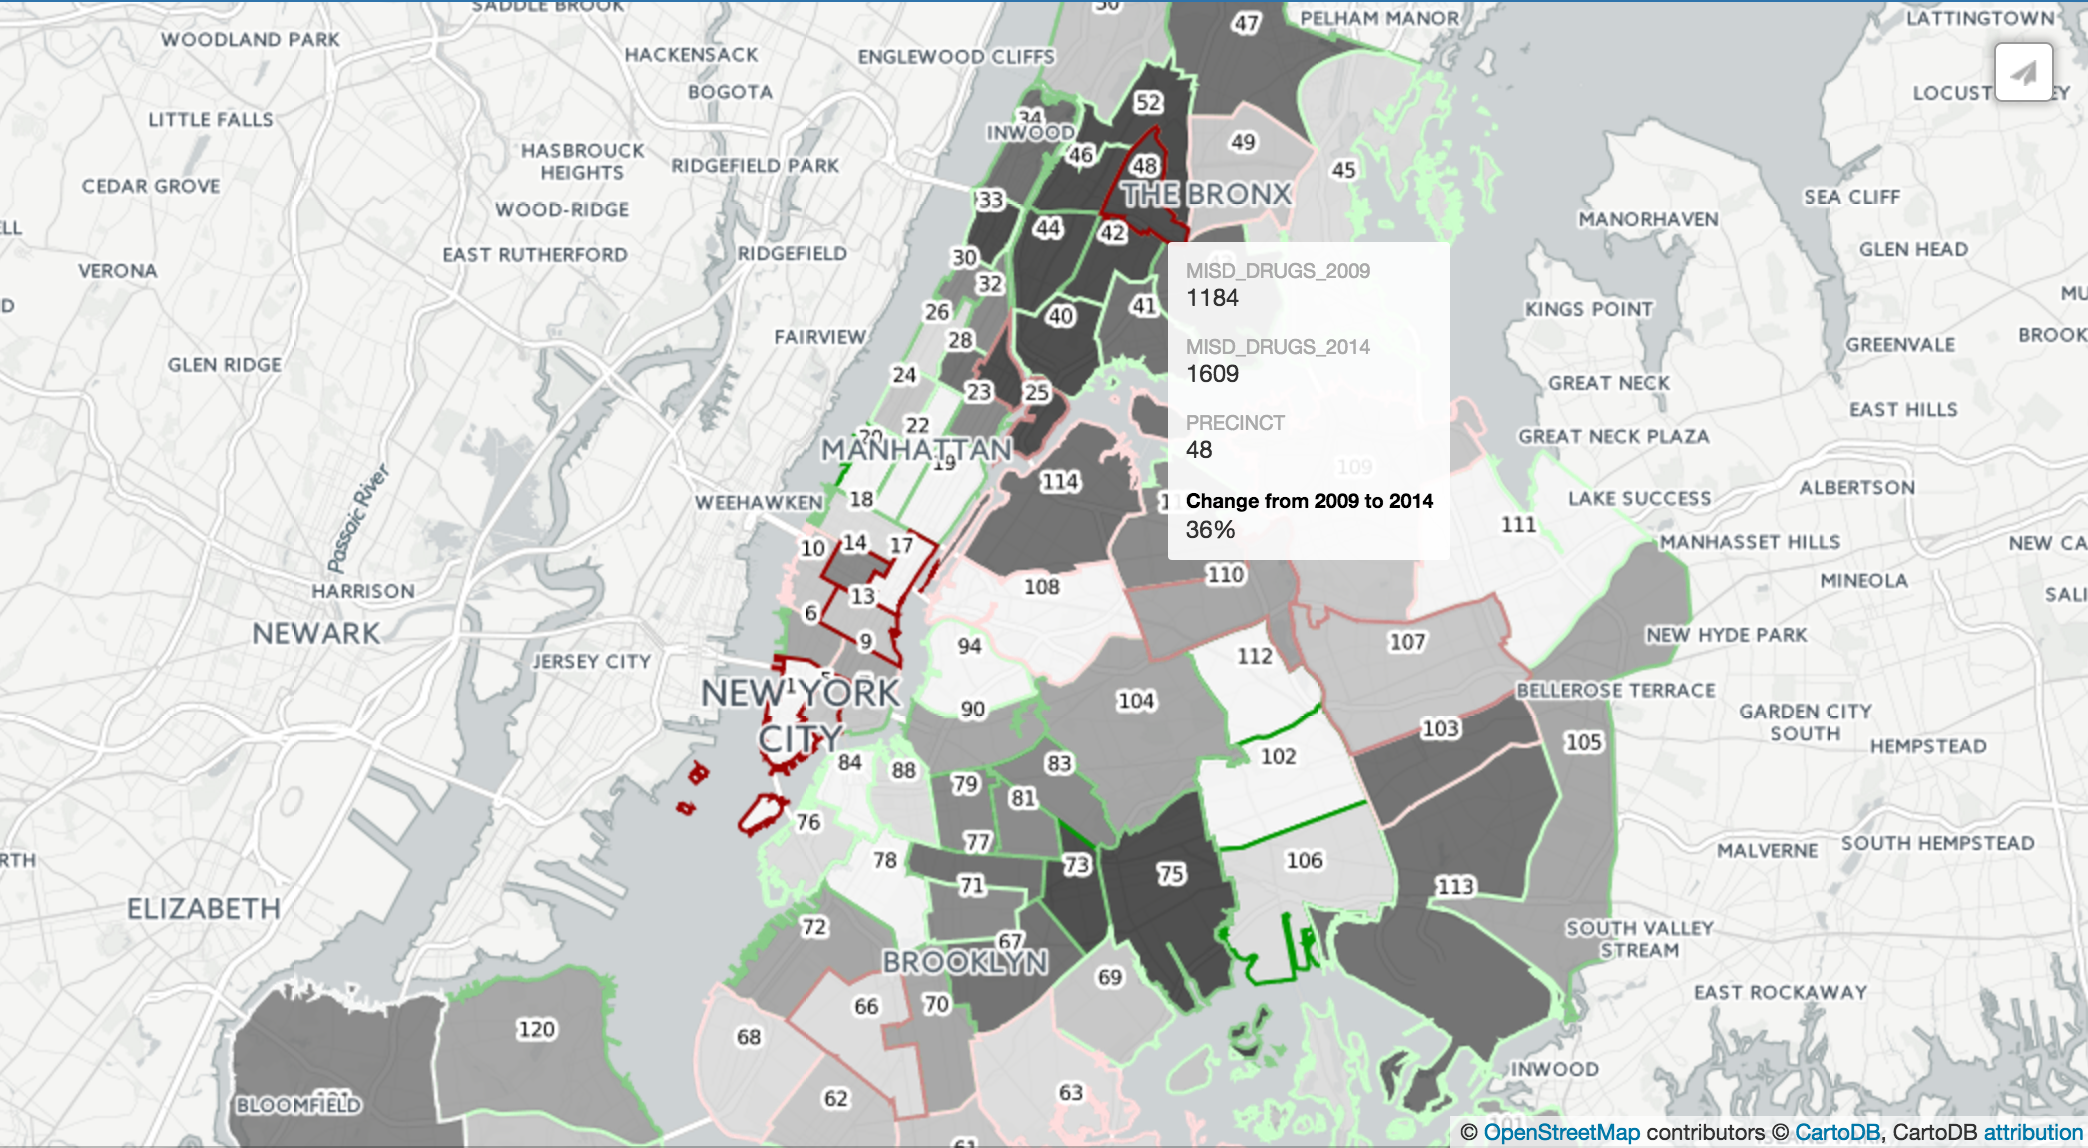 SADDLE BROOK
50
47
PELHAM MANOR
LATTINGTOWN
WOODLAND PARK
HACKENSACK
ENGLEWOOD CLIFFS
BOGOTA
LITTLE FALLS
52
34
INWOOD
HASBROUCK
HEIGHTS
RIDGEFIELD PARK
46
48
49
45
CEDAR GROVE
THE BRONX
SEA CLIFF
WOOD-RIDGE
33
MANORHAVEN
44
42
EAST RUTHERFORD
RIDGEFIELD
30
GLEN HEAD
VERONA
32
MISD_DRUGS_2009
1184
26
40
41
KINGS POINT
FAIRVIEW
28
BROOK
MISD_DRUGS_2014
1609
GREENVALE
GLEN RIDGE
24
23
25
GREAT NECK
EAST HILLS
PRECINCT
48
22
20
MANHATTAN
19
GREAT NECK PLAZA
109
114
Passaic River
WEEHAWKEN
18
Change from 2009 to 2014
36%
LAKE SUCCESS
ALBERTSON
111
10
14
17
MANHASSET HILLS
NEW CA
110
108
MINEOLA
HARRISON
13
6
SALI
NEWARK
9
94
112
107
NEW HYDE PARK
JERSEY CITY
NEW YORK
CITY
1
5
90
104
BELLEROSE TERRACE
GARDEN CITY
SOUTH
103
105
HEMPSTEAD
84
88
83
102
79
81
76
77
78
73
75
106
MALVERNE
SOUTH HEMPSTEAD
RTH
71
113
ELIZABETH
72
67
BROOKLYN
SOUTH VALLEY
STREAM
69
66
70
EAST ROCKAWAY
120
68
INWOOD
62
63
BLOOMFIELD
61
© OpenStreetMap contributors © CartoDB, CartoDB attribution